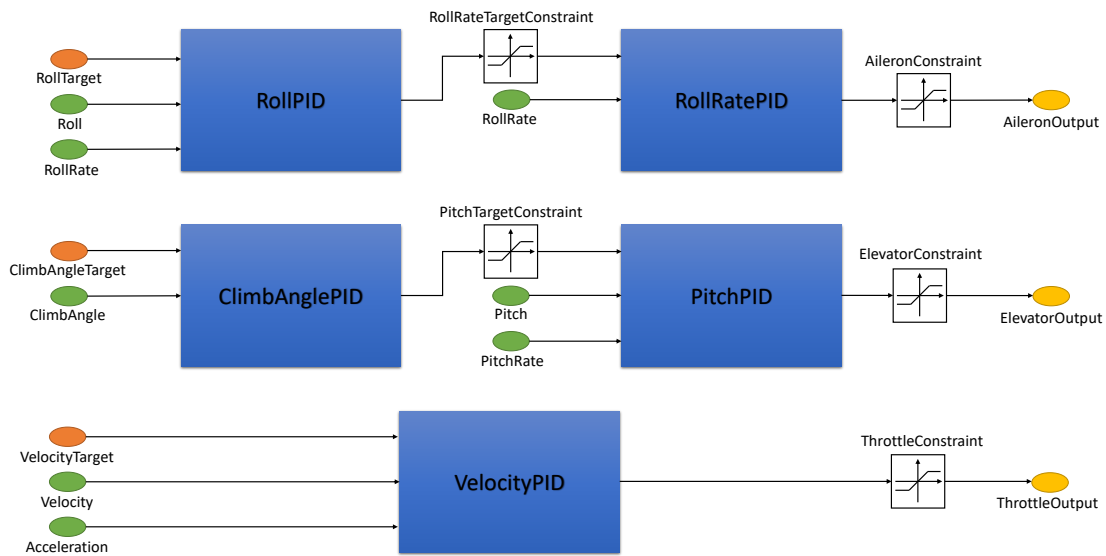 RollRateTargetConstraint
RollTarget
Roll
RollRate
RollPID
RollRate
RollRatePID
AileronConstraint
AileronOutput
PitchTargetConstraint
ClimbAngleTarget
ClimbAngle
ClimbAnglePID
Pitch
PitchRate
PitchPID
ElevatorConstraint
ElevatorOutput
VelocityTarget
Velocity
Acceleration
VelocityPID
ThrottleConstraint
ThrottleOutput